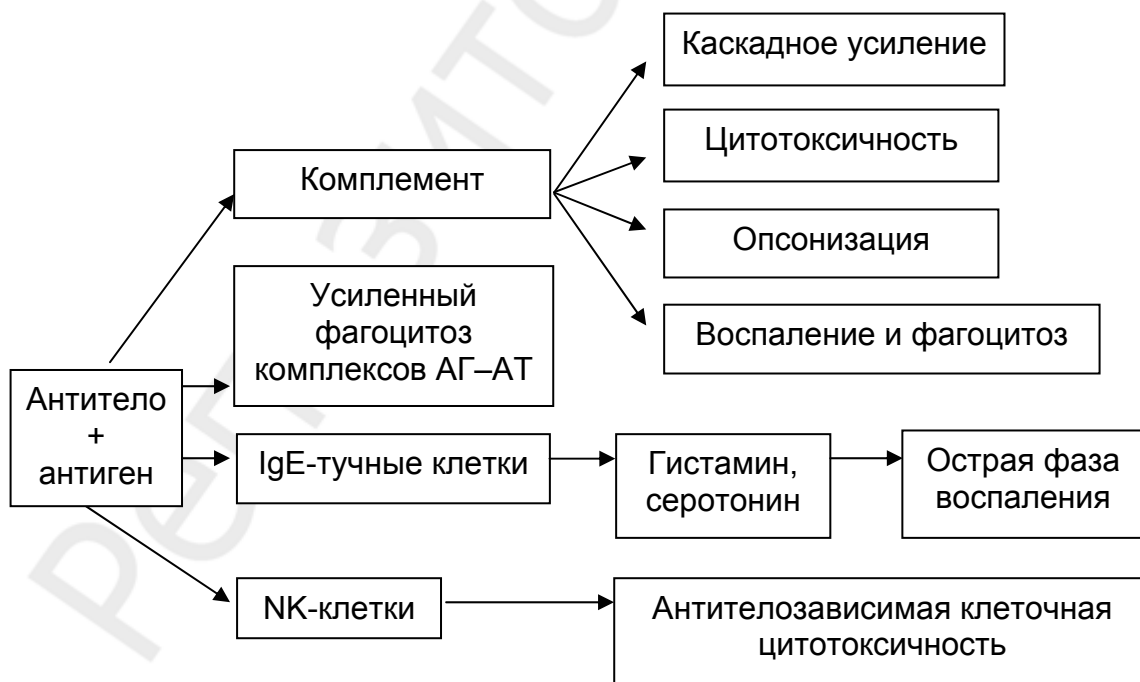 Каскадное усиление
Комплемент
Цитотоксичность
Опсонизация
Воспаление и фагоцитоз
Усиленный
фагоцитоз
комплексов АГ–АТ
Антитело
+
антиген
IgE-тучные клетки
Гистамин,
серотонин
Острая фаза
воспаления
NK-клетки
Антителозависимая клеточная
цитотоксичность